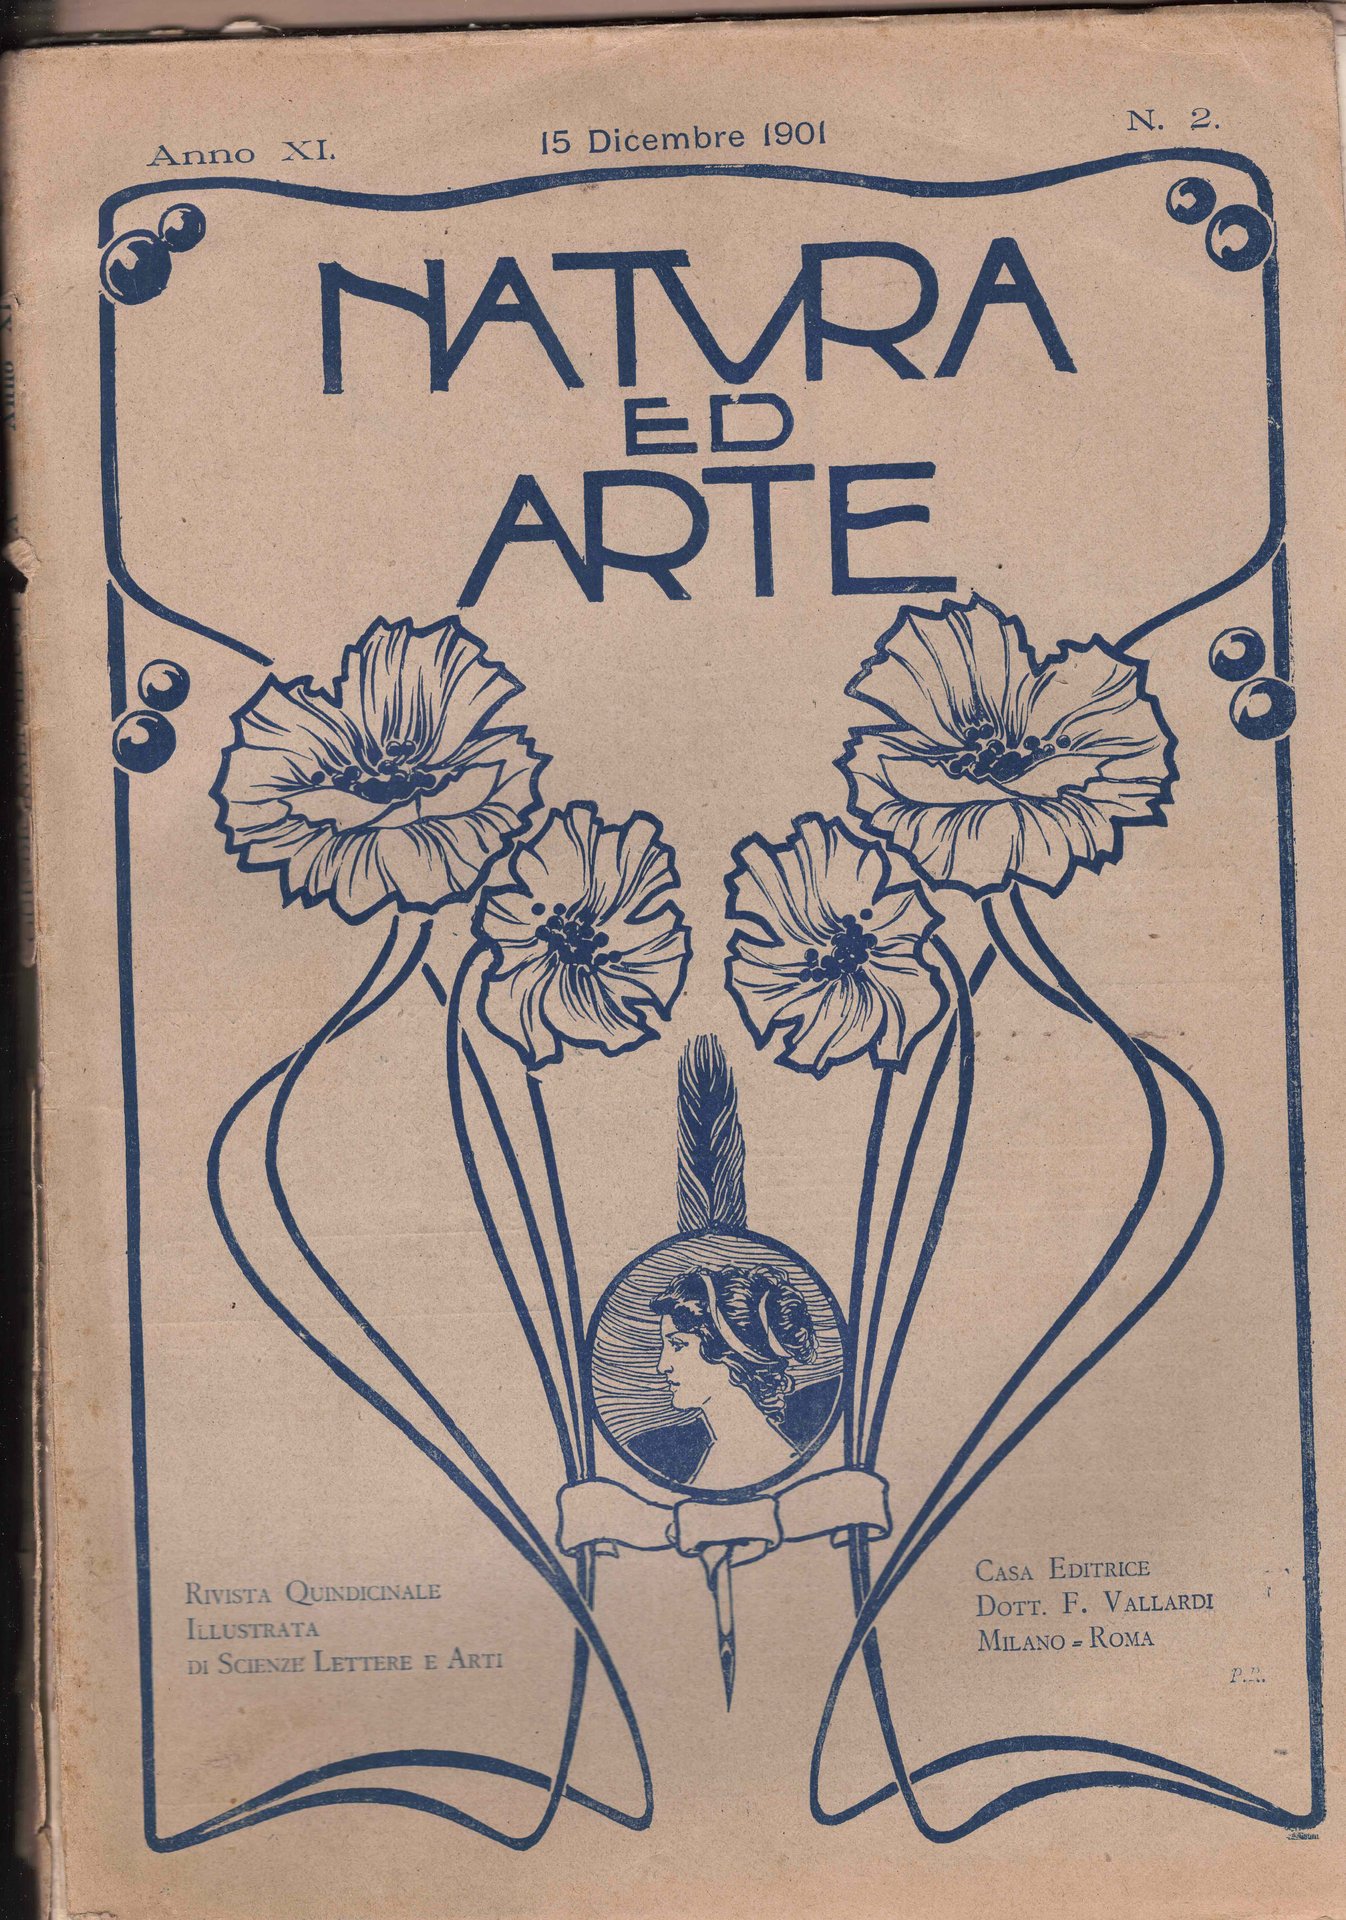 Anno XI.
15 Dicembre 1901
N. 2.
NATVRA
ED
ARTE
RIVISTA QUINDICINALE
ILLUSTRATA
DI SCIENZE LETTERE E ARTI
CASA EDITRICE
DOTT. F. VALLARDI
MILANO = ROMA
P.R.